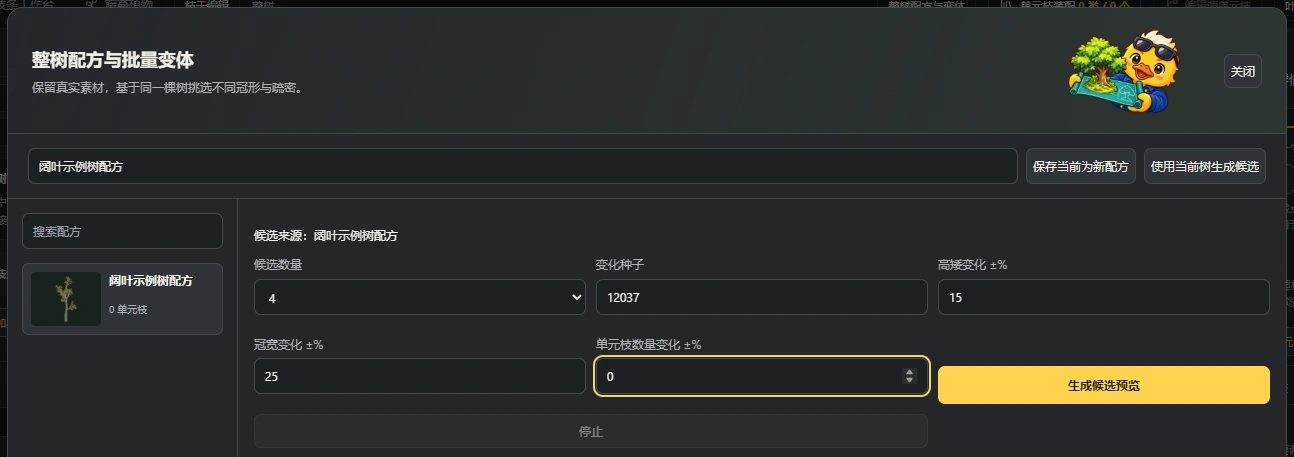 整树配方与批量变体
保留真实素材，基于同一棵树挑选不同冠形与疏密。
关闭
阔叶示例树配方
保存当前为新配方
使用当前树生成候选
搜索配方
阔叶示例树配方
0 单元枝
候选来源：阔叶示例树配方
候选数量
变化种子
高矮变化 ±%
4
12037
15
冠宽变化 ±%
单元枝数量变化 ±%
25
0
生成候选预览
停止